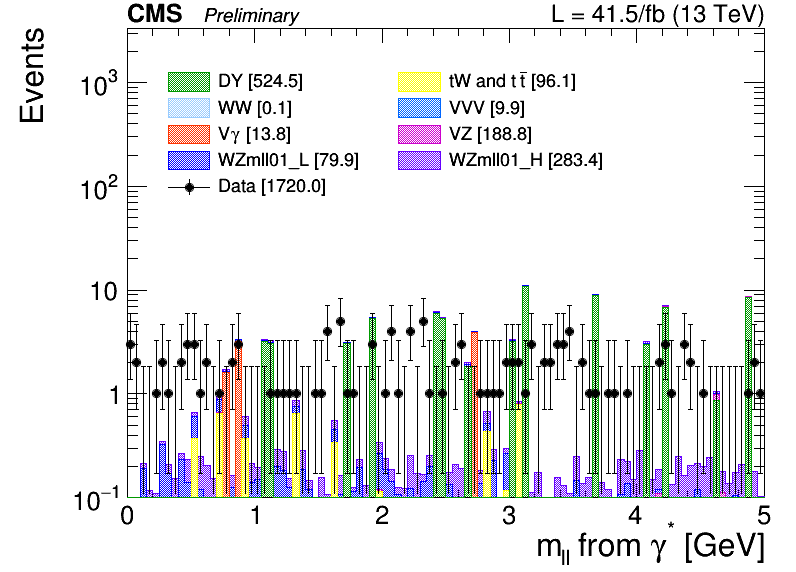 CMS Preliminary L = 41.5/fb (13 TeV)
Events
DY [524.5] tW and tt̄ [96.1]
WW [0.1] VVV [9.9]
Vγ [13.8] VZ [188.8]
WZmll01_L [79.9] WZmll01_H [283.4]
Data [1720.0]
10³
10²
10
1
10⁻¹
0 1 2 3 4 5
m_ll from γ* [GeV]